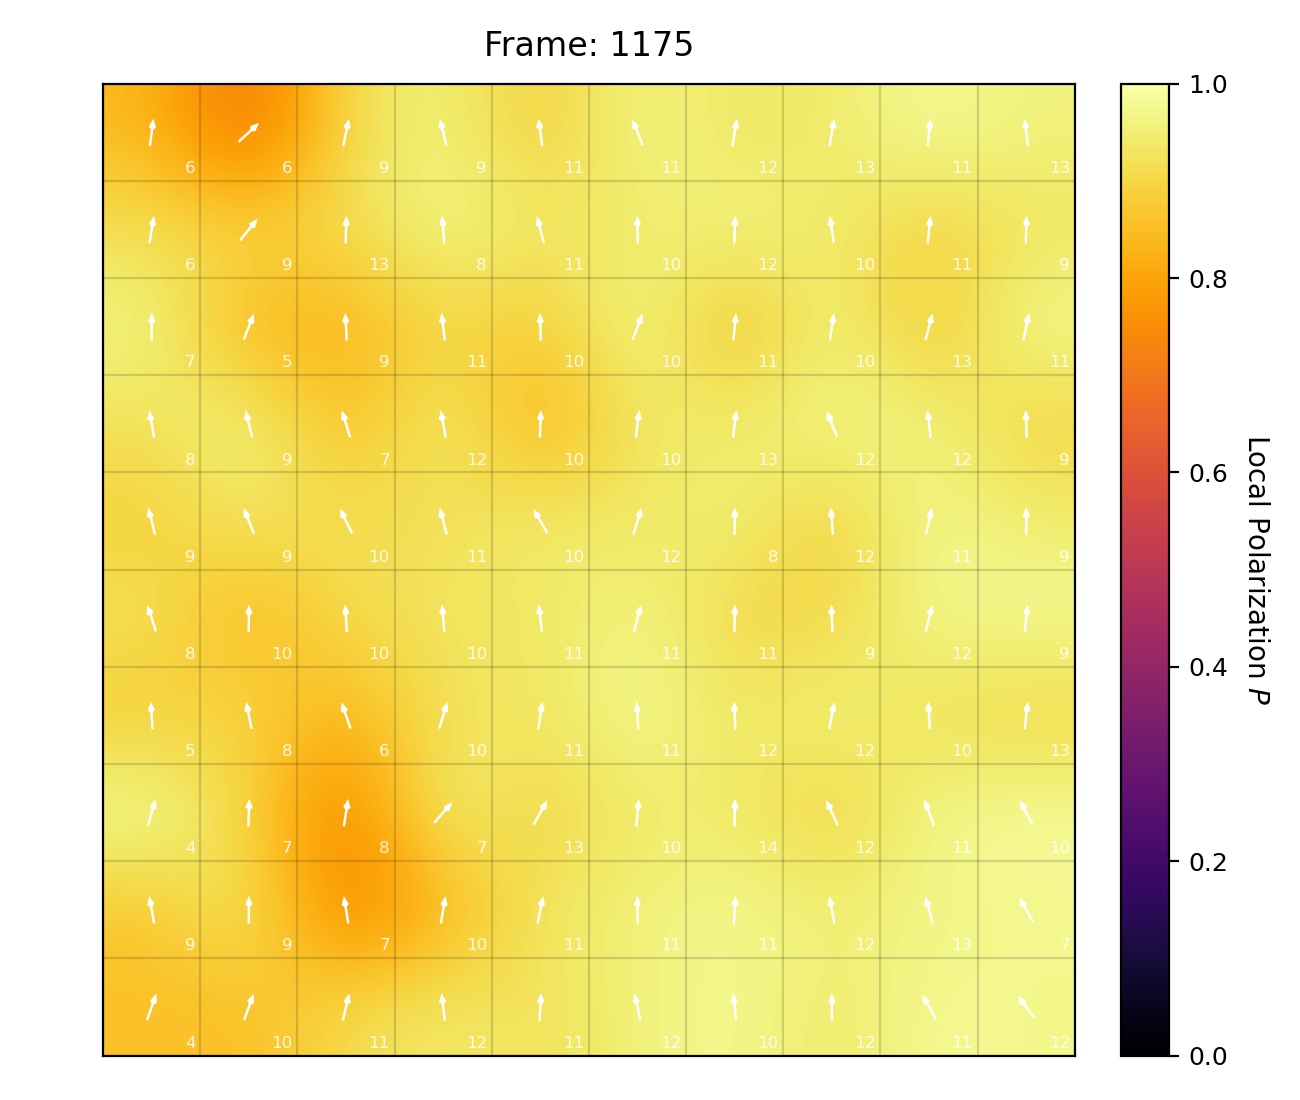 Frame: 1175
6 6 9 9 11 11 12 13 11 13
6 9 13 8 11 10 12 10 11 9
7 5 9 11 10 10 11 10 13 11
8 9 7 12 10 10 13 12 12 9
9 9 10 11 10 12 8 12 11 9
8 10 10 10 11 11 11 9 12 9
5 8 6 10 11 11 12 12 10 13
4 7 8 7 13 10 14 12 11 10
9 9 7 10 11 11 11 12 13 7
4 10 11 12 11 12 10 11 12
1.0
0.8
0.6
0.4
0.2
0.0
Local Polarization P